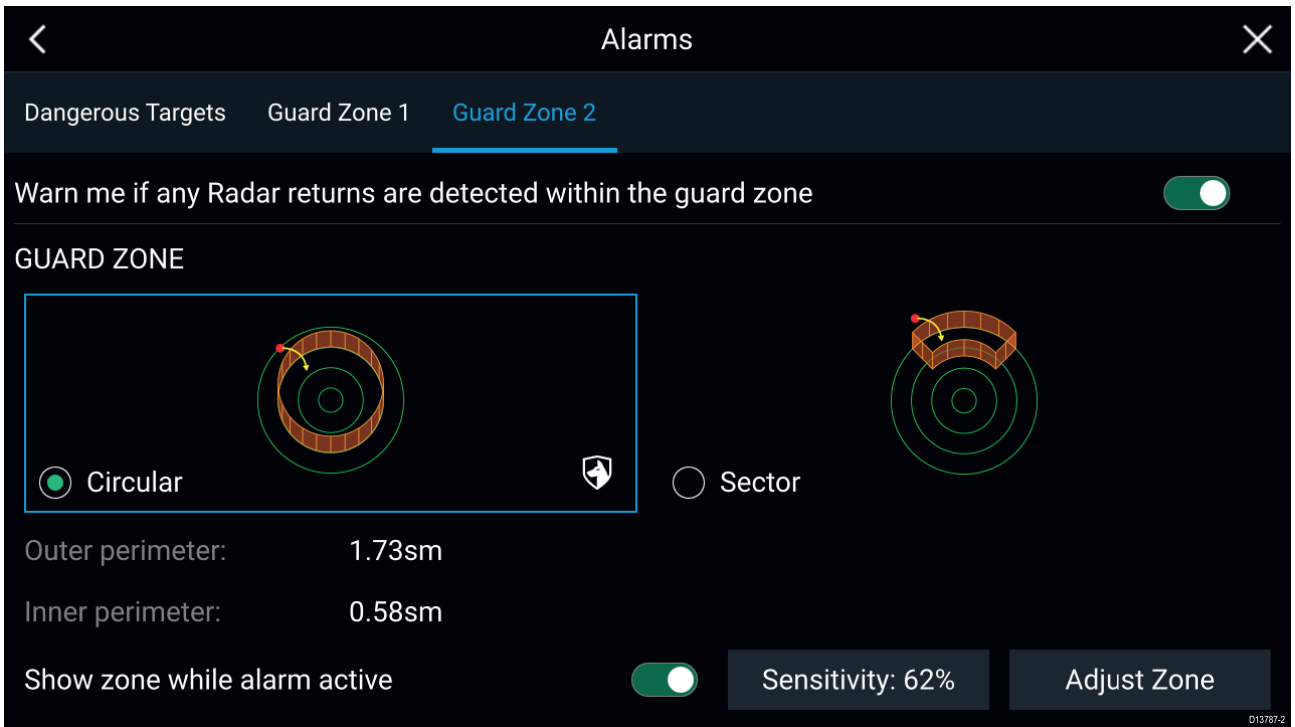 Alarms
Dangerous Targets Guard Zone 1 Guard Zone 2
Warn me if any Radar returns are detected within the guard zone
GUARD ZONE
Circular Sector
Outer perimeter: 1.73sm
Inner perimeter: 0.58sm
Show zone while alarm active Sensitivity: 62% Adjust Zone
D13787-2